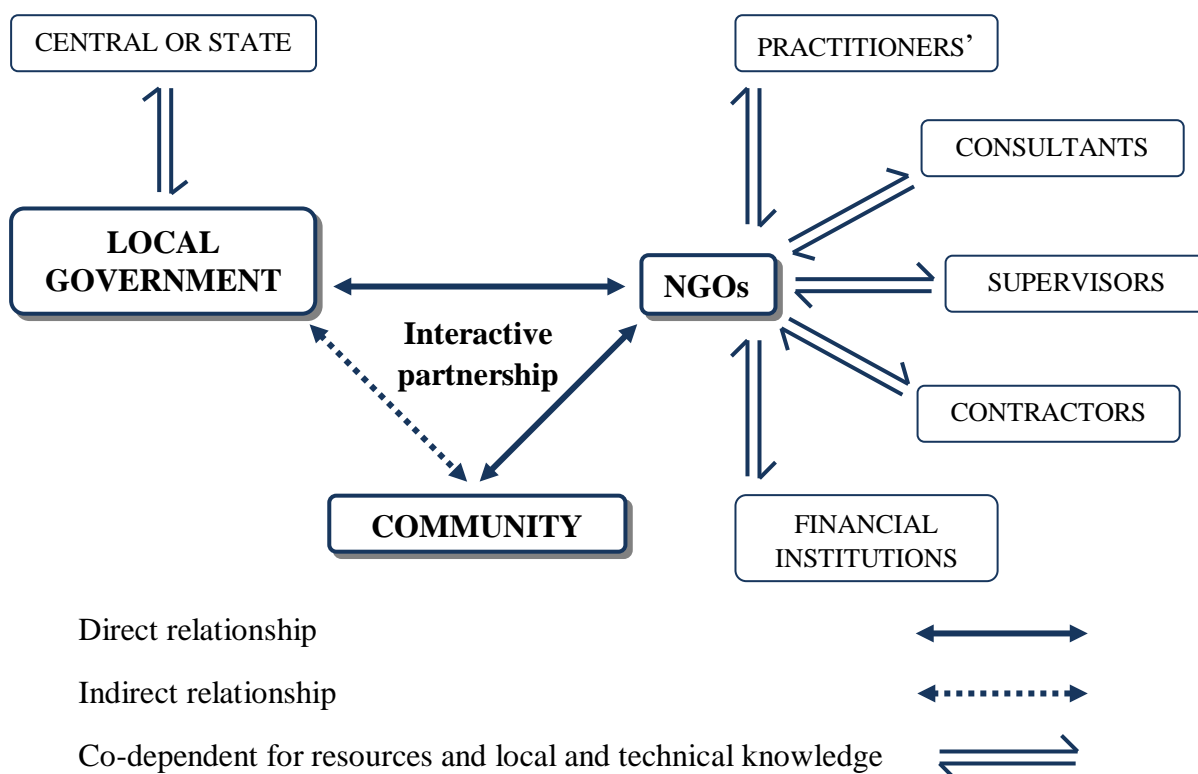 CENTRAL OR STATE
PRACTITIONERS’
CONSULTANTS
LOCAL
GOVERNMENT
NGOs
SUPERVISORS
Interactive
partnership
CONTRACTORS
COMMUNITY
FINANCIAL
INSTITUTIONS
Direct relationship
Indirect relationship
Co-dependent for resources and local and technical knowledge